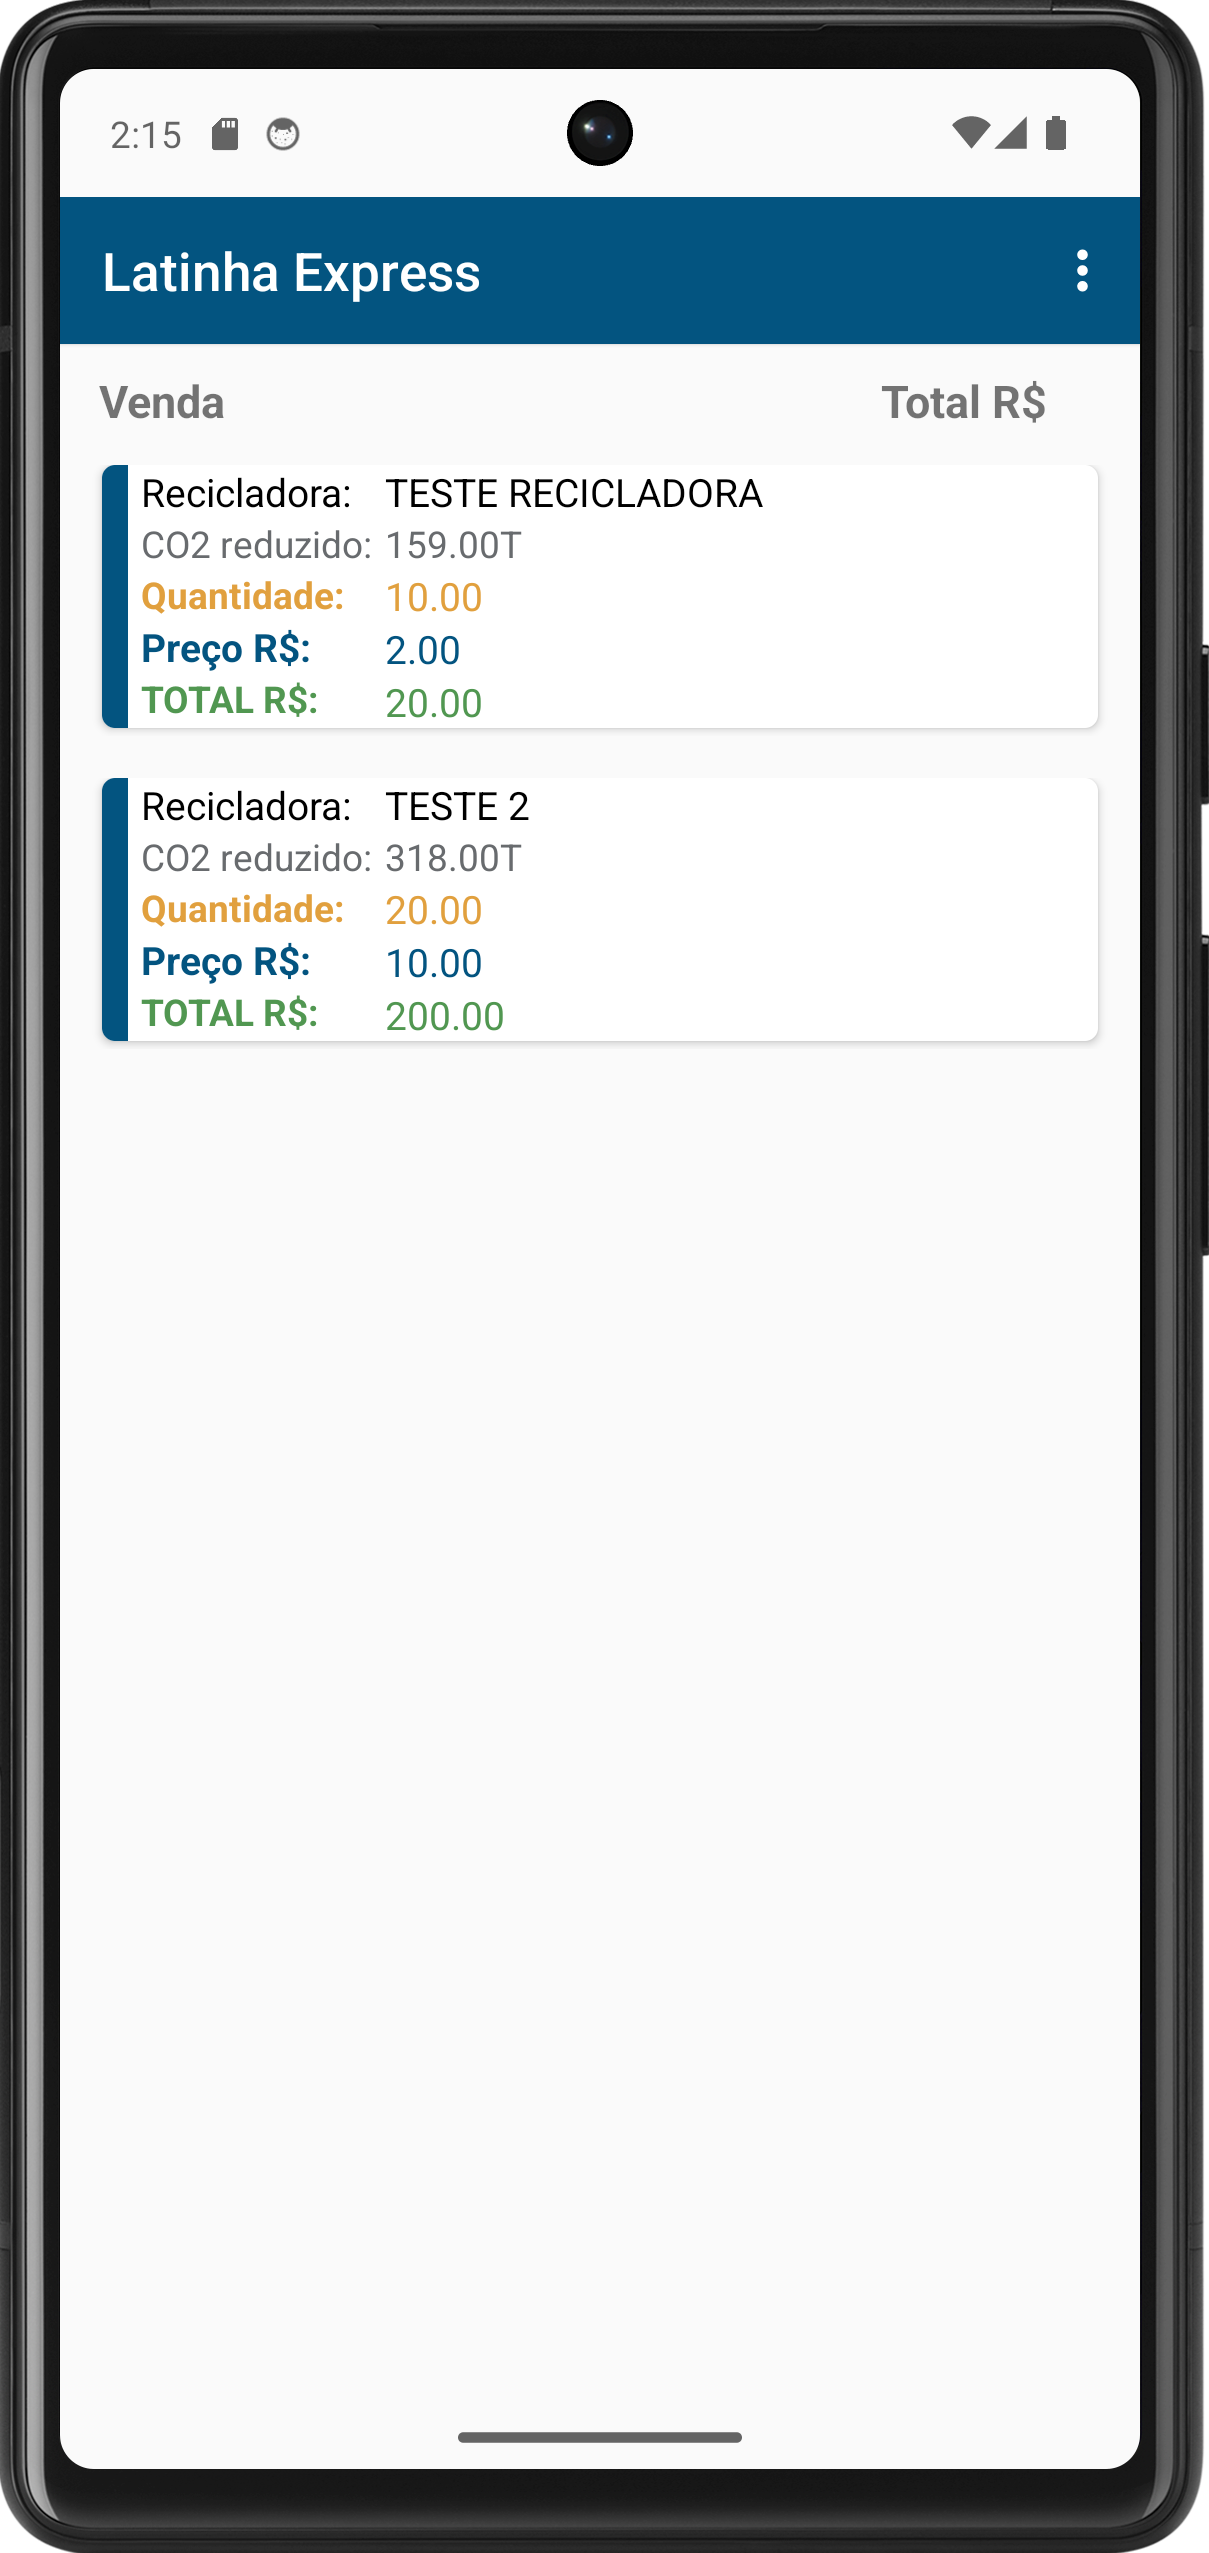 2:15
Latinha Express
Venda Total R$
Recicladora: TESTE RECICLADORA
CO2 reduzido: 159.00T
Quantidade: 10.00
Preço R$: 2.00
TOTAL R$: 20.00
Recicladora: TESTE 2
CO2 reduzido: 318.00T
Quantidade: 20.00
Preço R$: 10.00
TOTAL R$: 200.00